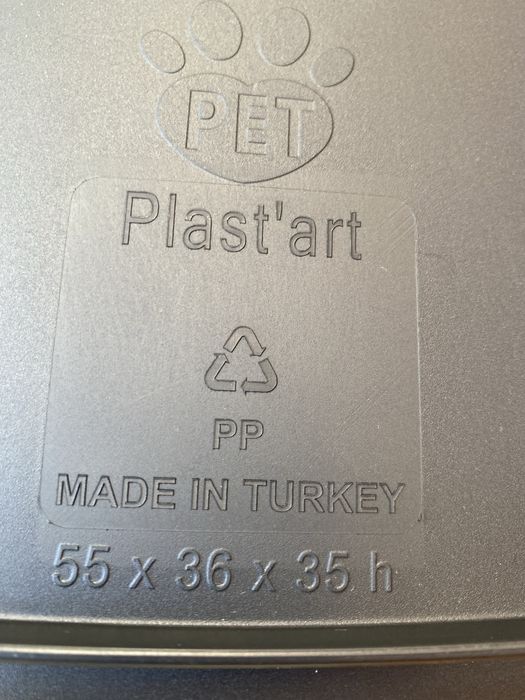 PET
Plast'art
PP
MADE IN TURKEY
55 x 36 x 35 h